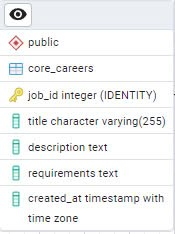 public
core_careers
job_id integer (IDENTITY)
title character varying(255)
description text
requirements text
created_at timestamp with
time zone